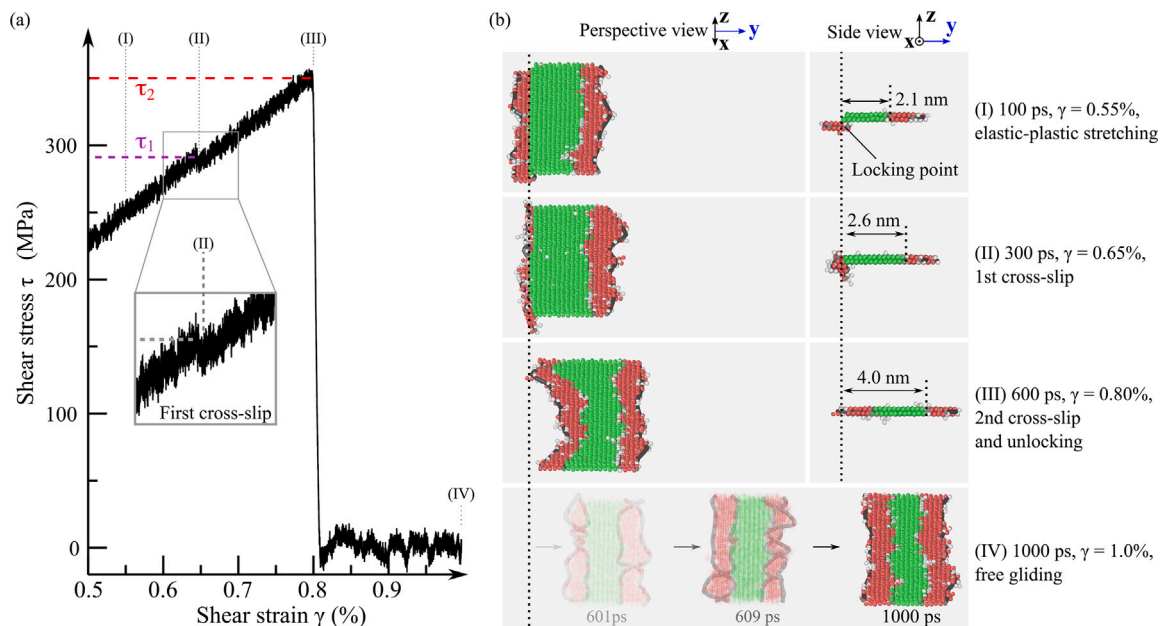 (a)
(I)
(II)
(III)
τ2
τ1
300
200
100
0
Shear stress τ (MPa)
(II)
First cross-slip
(IV)
0.5
0.6
0.7
0.8
0.9
Shear strain γ (%)
(b)
Perspective view
z
y
x
Side view
z
x
y
2.1 nm
Locking point
(I) 100 ps, γ = 0.55%,
elastic-plastic stretching
2.6 nm
(II) 300 ps, γ = 0.65%,
1st cross-slip
4.0 nm
(III) 600 ps, γ = 0.80%,
2nd cross-slip
and unlocking
(IV) 1000 ps, γ = 1.0%,
free gliding
601ps
609 ps
1000 ps